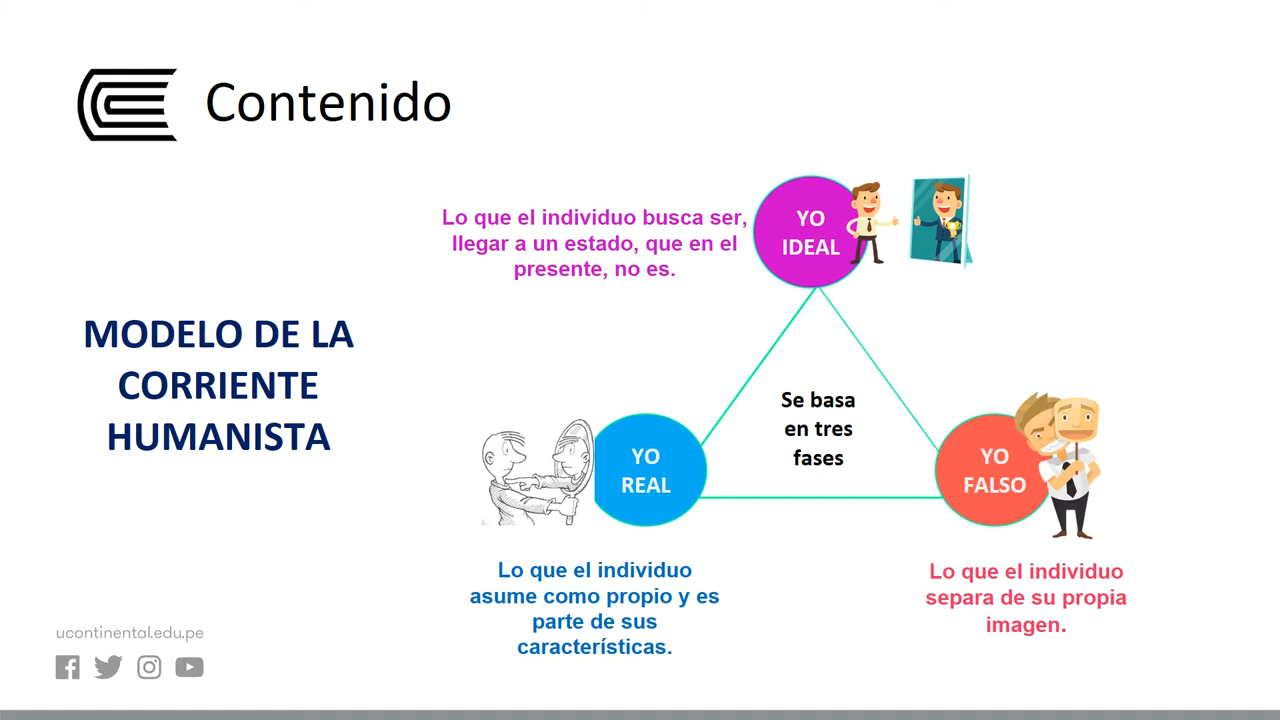 Contenido
MODELO DE LA
CORRIENTE
HUMANISTA
Lo que el individuo busca ser,
llegar a un estado, que en el
presente, no es.
YO
IDEAL
Se basa
en tres
fases
YO
REAL
Lo que el individuo
asume como propio y es
parte de sus
características.
YO
FALSO
Lo que el individuo
separa de su propia
imagen.
ucontinental.edu.pe